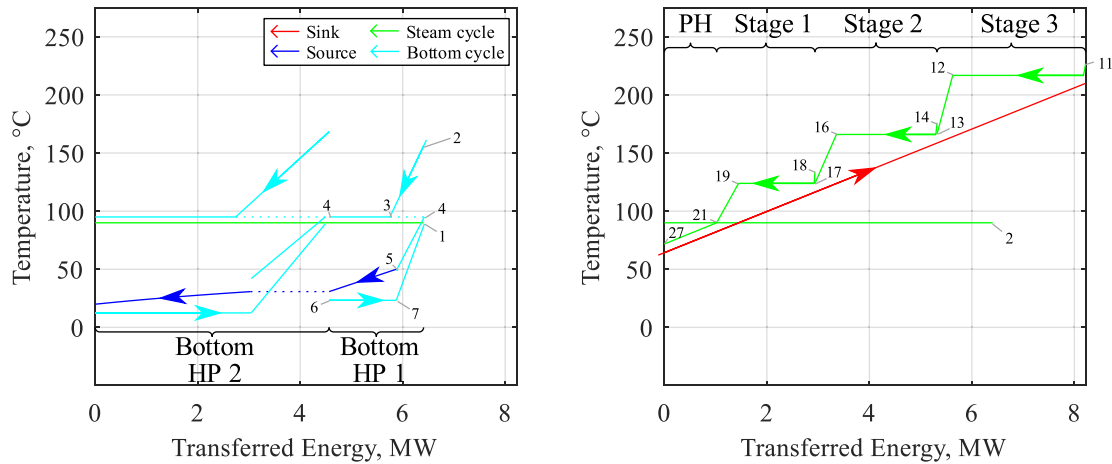 Sink
Steam cycle
Source
Bottom cycle
250
200
150
100
50
0
Temperature, °C
2
4
3
4
1
5
6
7
Bottom
HP 2
Bottom
HP 1
0
2
4
6
8
Transferred Energy, MW
PH
Stage 1
Stage 2
Stage 3
250
200
150
100
50
0
Temperature, °C
11
12
14
13
16
18
17
19
21
27
2
0
2
4
6
8
Transferred Energy, MW